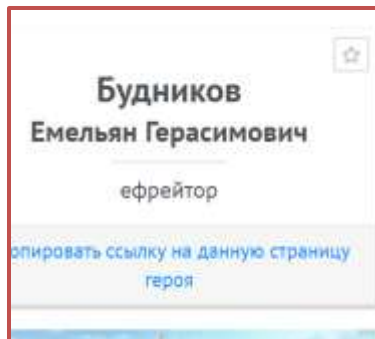 Будников
Емельян Герасимович
ефрейтор
опировать ссылку на данную страницу
героя